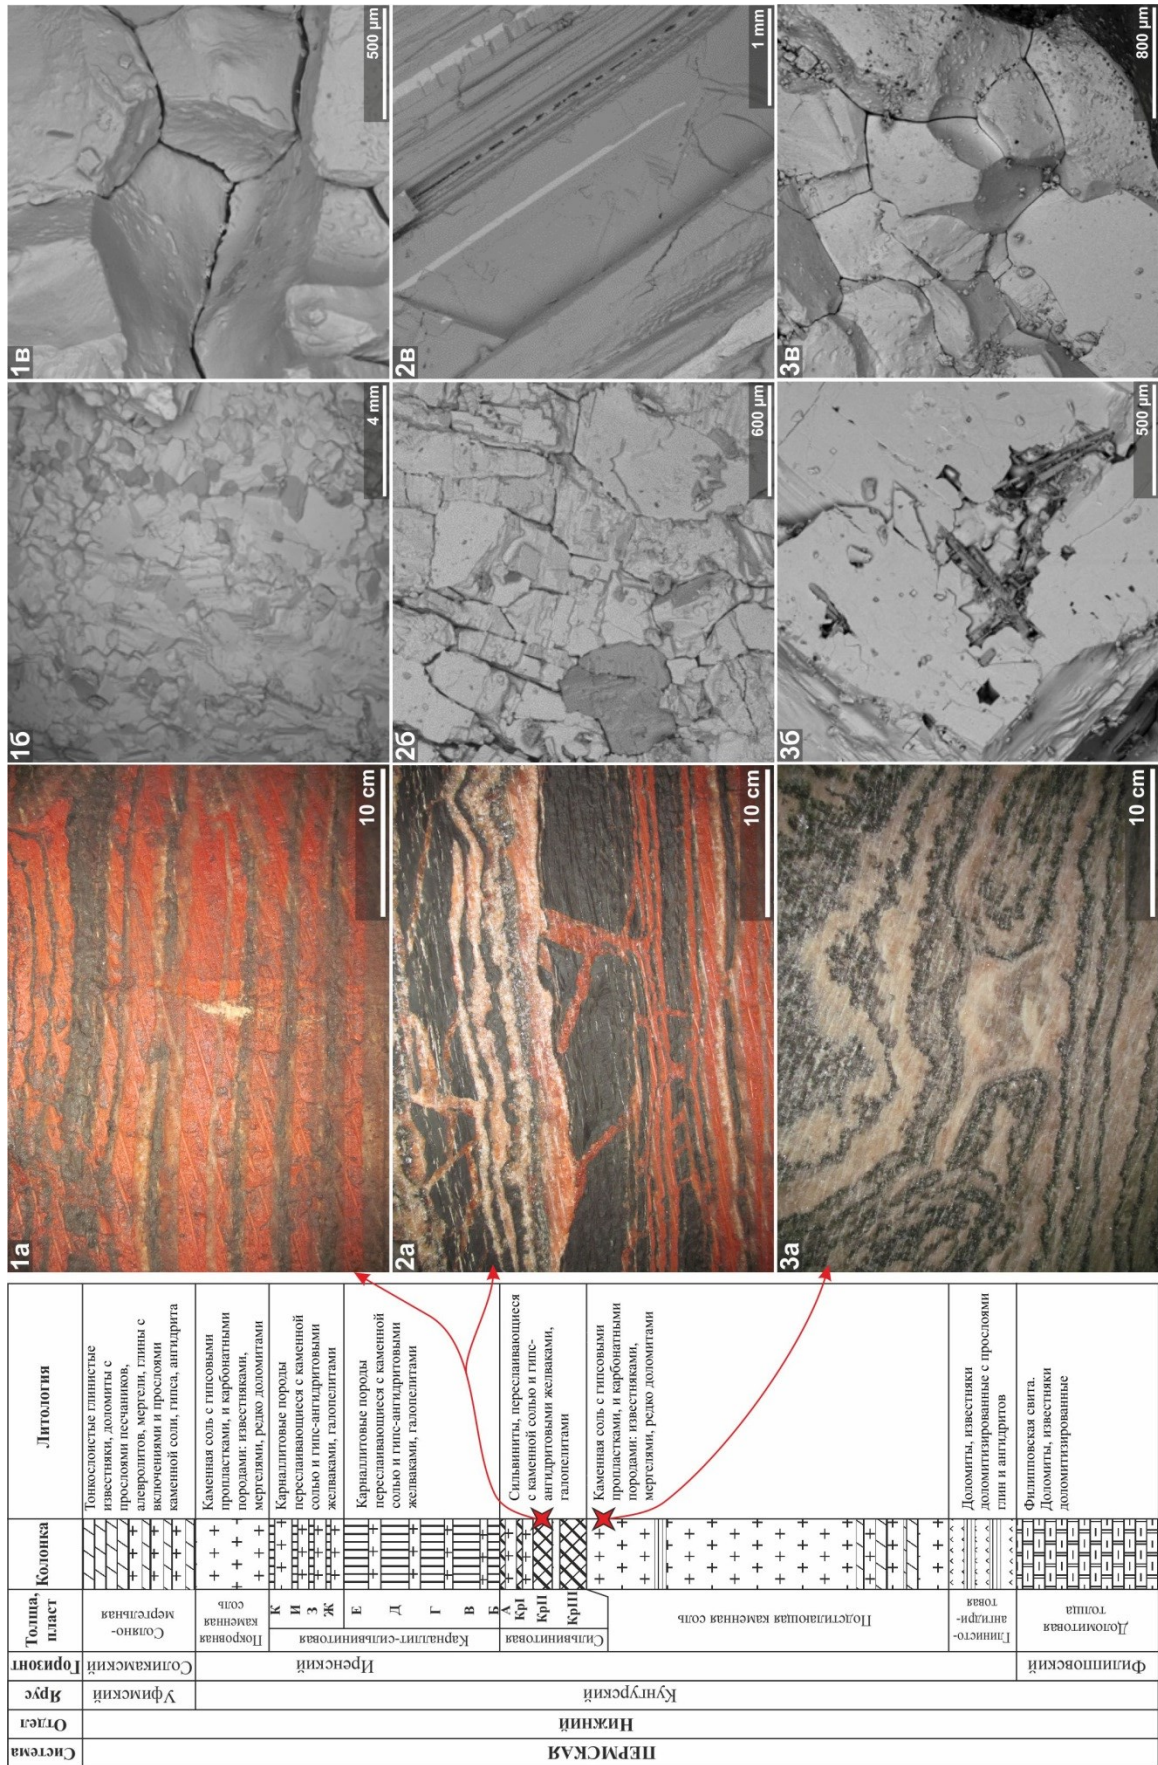 Система
Отдел
Ярус
Горизонт
Толща,
пласт
Колонка
Литология
ПЕРМСКАЯ
Нижний
Уфимский
Кунгурский
Соликамский
Иренский
Филипповский
Соляно-
мергельная
Покровная
каменная
соль
Карналлит-сильвинитовая
Сильвинитовая
Подстилающая каменная соль
Глинисто-
ангидри-
товая
Доломитовая
толща
К
И
З
Ж
Е
Д
Г
В
Б
А
КрI
КрII
КрIII
Тонкослоистые глинистые
известняки, доломиты с
прослоями песчаников,
алевролитов, мергели, глины с
включениями и прослоями
каменной соли, гипса, ангидрита
Каменная соль с гипсовыми
пропластками, и карбонатными
породами: известняками,
мергелями, редко доломитами
Карналлитовые породы
переслаивающиеся с каменной
солью и гипс-ангидритовыми
желваками, галопелитами
Карналлитовые породы
переслаивающиеся с каменной
солью и гипс-ангидритовыми
желваками, галопелитами
Сильвиниты, переслаивающиеся
с каменной солью и гипс-
ангидритовыми желваками,
галопелитами
Каменная соль с гипсовыми
пропластками, и карбонатными
породами: известняками,
мергелями, редко доломитами
Доломиты, известняки
доломитизированные с прослоями
глин и ангидритов
Филипповская свита.
Доломиты, известняки
доломитизированные
1а
10 cm
1б
4 mm
1в
500 µm
2а
10 cm
2б
600 µm
2в
1 mm
3а
10 cm
3б
500 µm
3в
800 µm